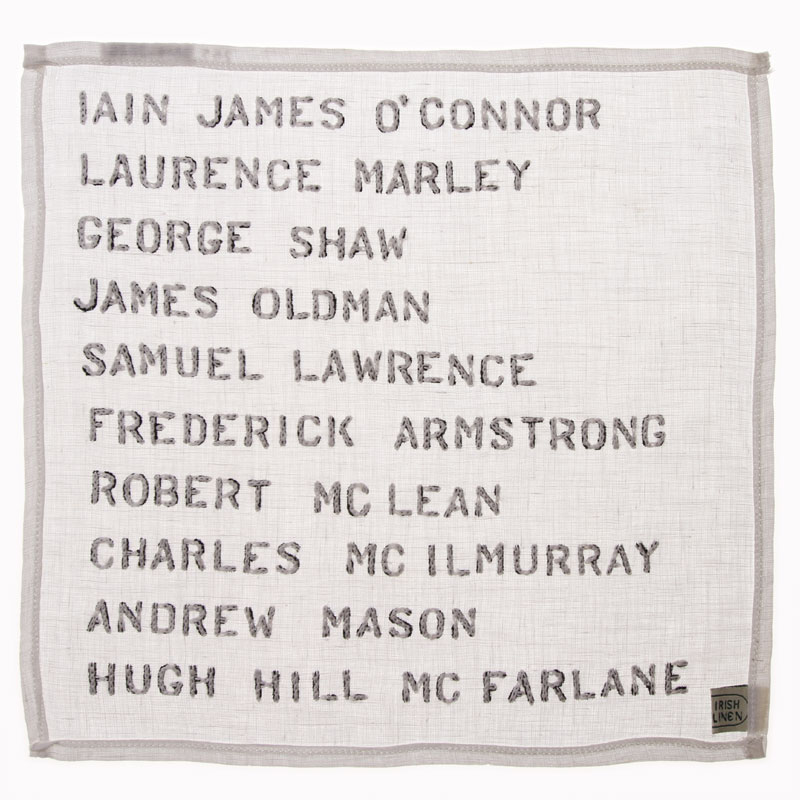 IAIN JAMES O'CONNOR
LAURENCE MARLEY
GEORGE SHAW
JAMES OLDMAN
SAMUEL LAWRENCE
FREDERICK ARMSTRONG
ROBERT MC LEAN
CHARLES MC ILMURRAY
ANDREW MASON
HUGH HILL MC FARLANE
IRISH
LINEN